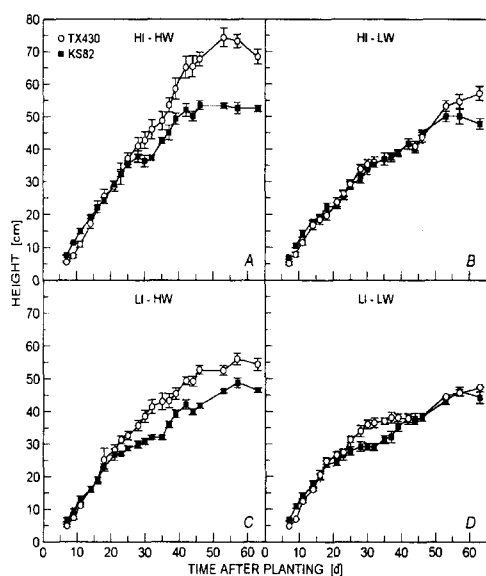 HI - HW
HI - LW
TX430
KS82
80
70
60
50
40
30
20
10
0
A
B
LI - HW
LI - LW
60
50
40
30
20
10
0
C
D
HEIGHT [cm]
0 10 20 30 40 50 60
0 10 20 30 40 50 60
TIME AFTER PLANTING [d]